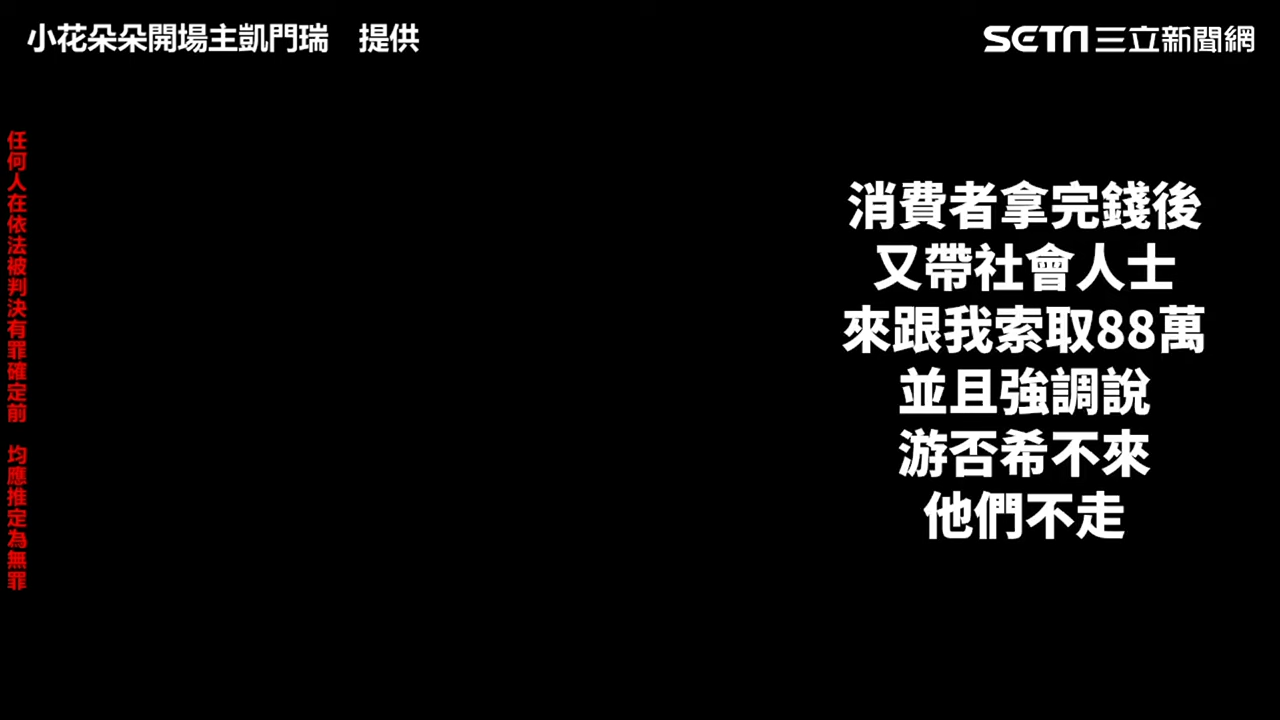 小花朵朵開場主凱門瑞　提供
SETN三立新聞網
任何人在依法被判決有罪確定前　均應推定為無罪
消費者拿完錢後
又帶社會人士
來跟我索取88萬
並且強調說
游否希不來
他們不走